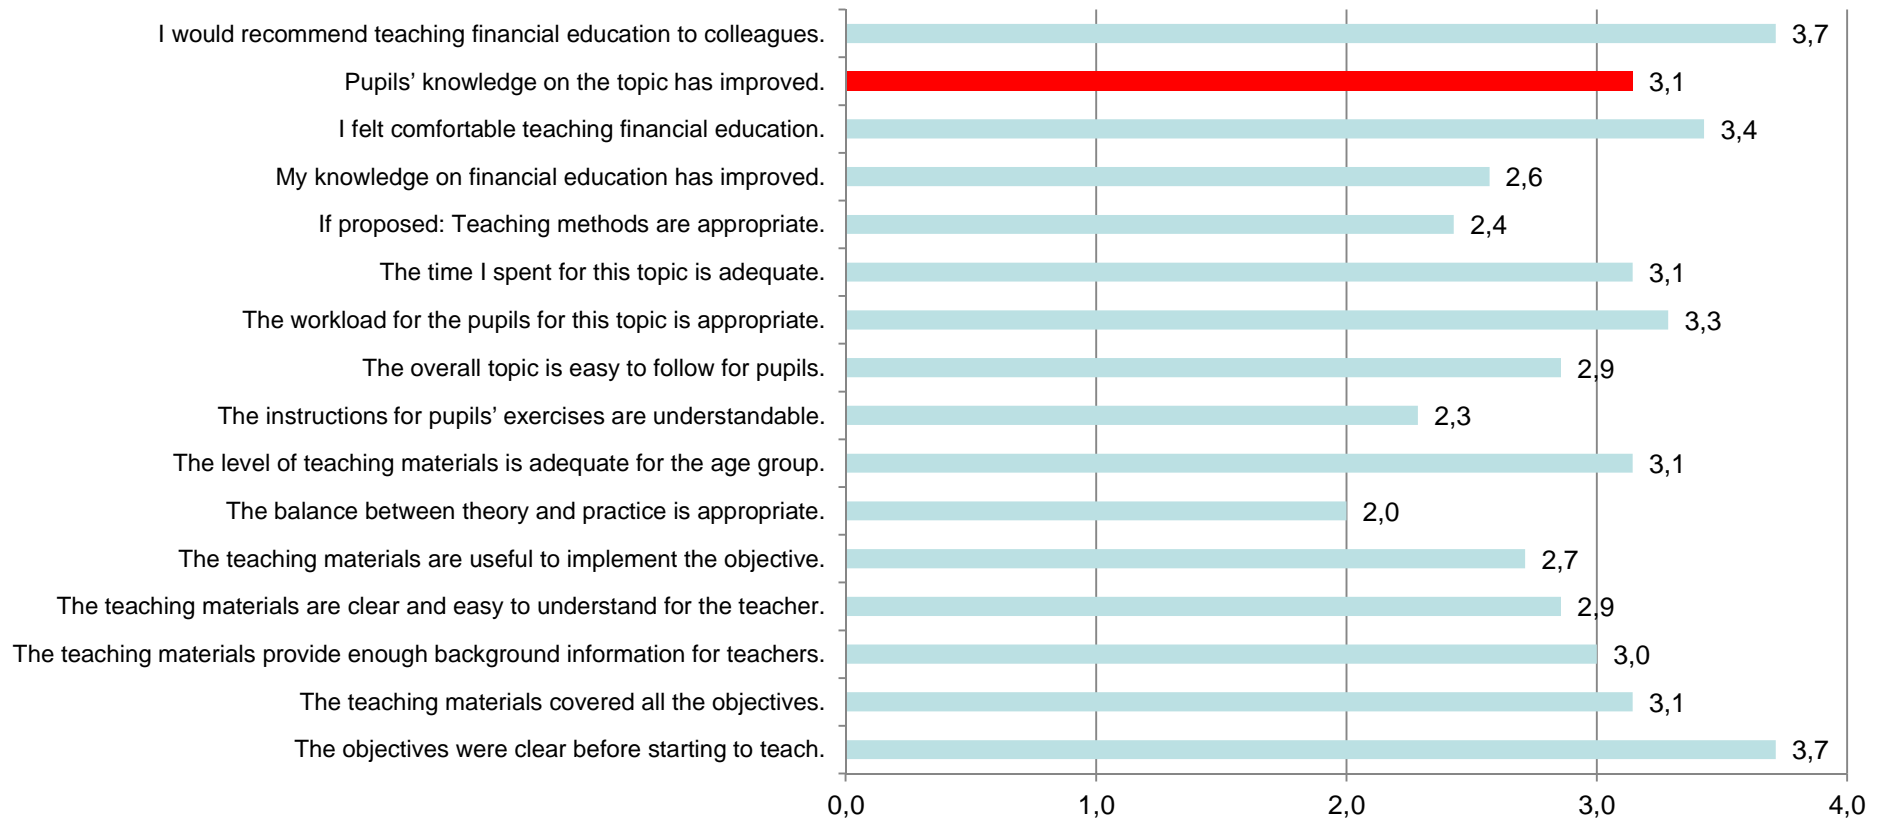 I would recommend teaching financial education to colleagues. 3,7
Pupils’ knowledge on the topic has improved. 3,1
I felt comfortable teaching financial education. 3,4
My knowledge on financial education has improved. 2,6
If proposed: Teaching methods are appropriate. 2,4
The time I spent for this topic is adequate. 3,1
The workload for the pupils for this topic is appropriate. 3,3
The overall topic is easy to follow for pupils. 2,9
The instructions for pupils’ exercises are understandable. 2,3
The level of teaching materials is adequate for the age group. 3,1
The balance between theory and practice is appropriate. 2,0
The teaching materials are useful to implement the objective. 2,7
The teaching materials are clear and easy to understand for the teacher. 2,9
The teaching materials provide enough background information for teachers. 3,0
The teaching materials covered all the objectives. 3,1
The objectives were clear before starting to teach. 3,7
0,0 1,0 2,0 3,0 4,0